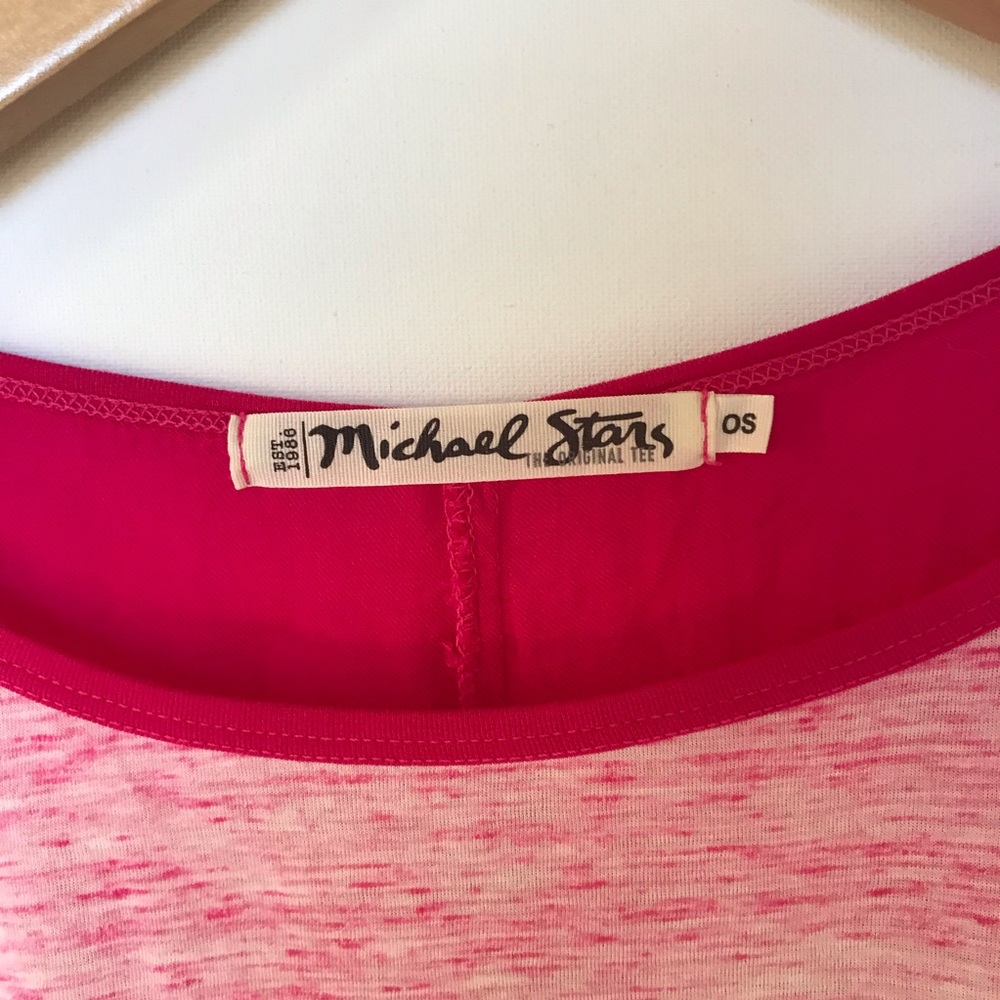 EST.
1986
Michael Stars
THE ORIGINAL TEE
OS